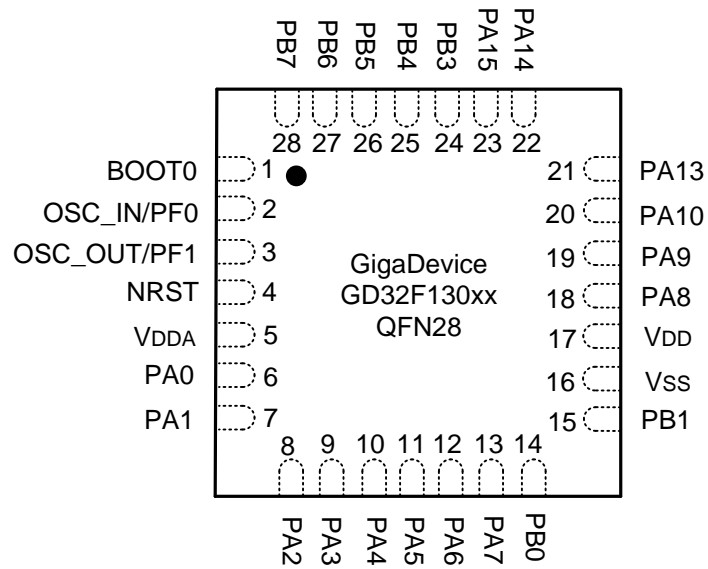 PB7 PB6 PB5 PB4 PB3 PA15 PA14
28 27 26 25 24 23 22
BOOT0 1
OSC_IN/PF0 2
OSC_OUT/PF1 3
NRST 4
VDDA 5
PA0 6
PA1 7
GigaDevice
GD32F130xx
QFN28
21 PA13
20 PA10
19 PA9
18 PA8
17 VDD
16 VSS
15 PB1
8 9 10 11 12 13 14
PA2 PA3 PA4 PA5 PA6 PA7 PB0